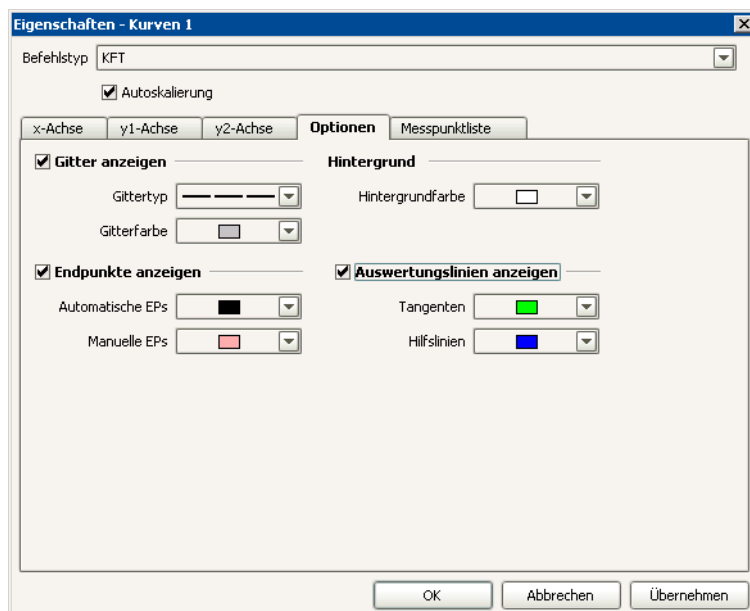 Eigenschaften - Kurven 1
Befehlstyp KFT
Autoskalierung
x-Achse y1-Achse y2-Achse Optionen Messpunktliste
Gitter anzeigen Hintergrund
Gittertyp Hintergrundfarbe
Gitterfarbe
Endpunkte anzeigen Auswertungslinien anzeigen
Automatische EPs Tangenten
Manuelle EPs Hilfslinien
OK Abbrechen Übernehmen